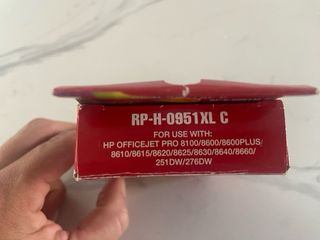 RP-H-0951XL C
FOR USE WITH:
HP OFFICEJET PRO 8100/8600/8600PLUS/
8610/8615/8620/8625/8630/8640/8660/
251DW/276DW